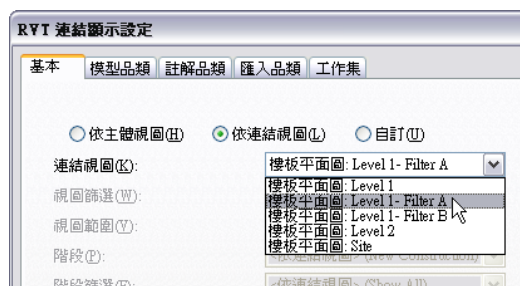 RVT 連結顯示設定
基本 模型品類 註解品類 匯入品類 工作集
依主體視圖(H) 依連結視圖(L) 自訂(U)
連結視圖(K): 樓板平面圖: Level 1- Filter A
樓板平面圖: Level 1
視圖篩選(W): 樓板平面圖: Level 1- Filter A
樓板平面圖: Level 1- Filter B
視圖範圍(V): 樓板平面圖: Level 2
樓板平面圖: Site
階段(P): <依連結視圖> (New Construction)
階段篩選(F): <依連結視圖> (Show All)